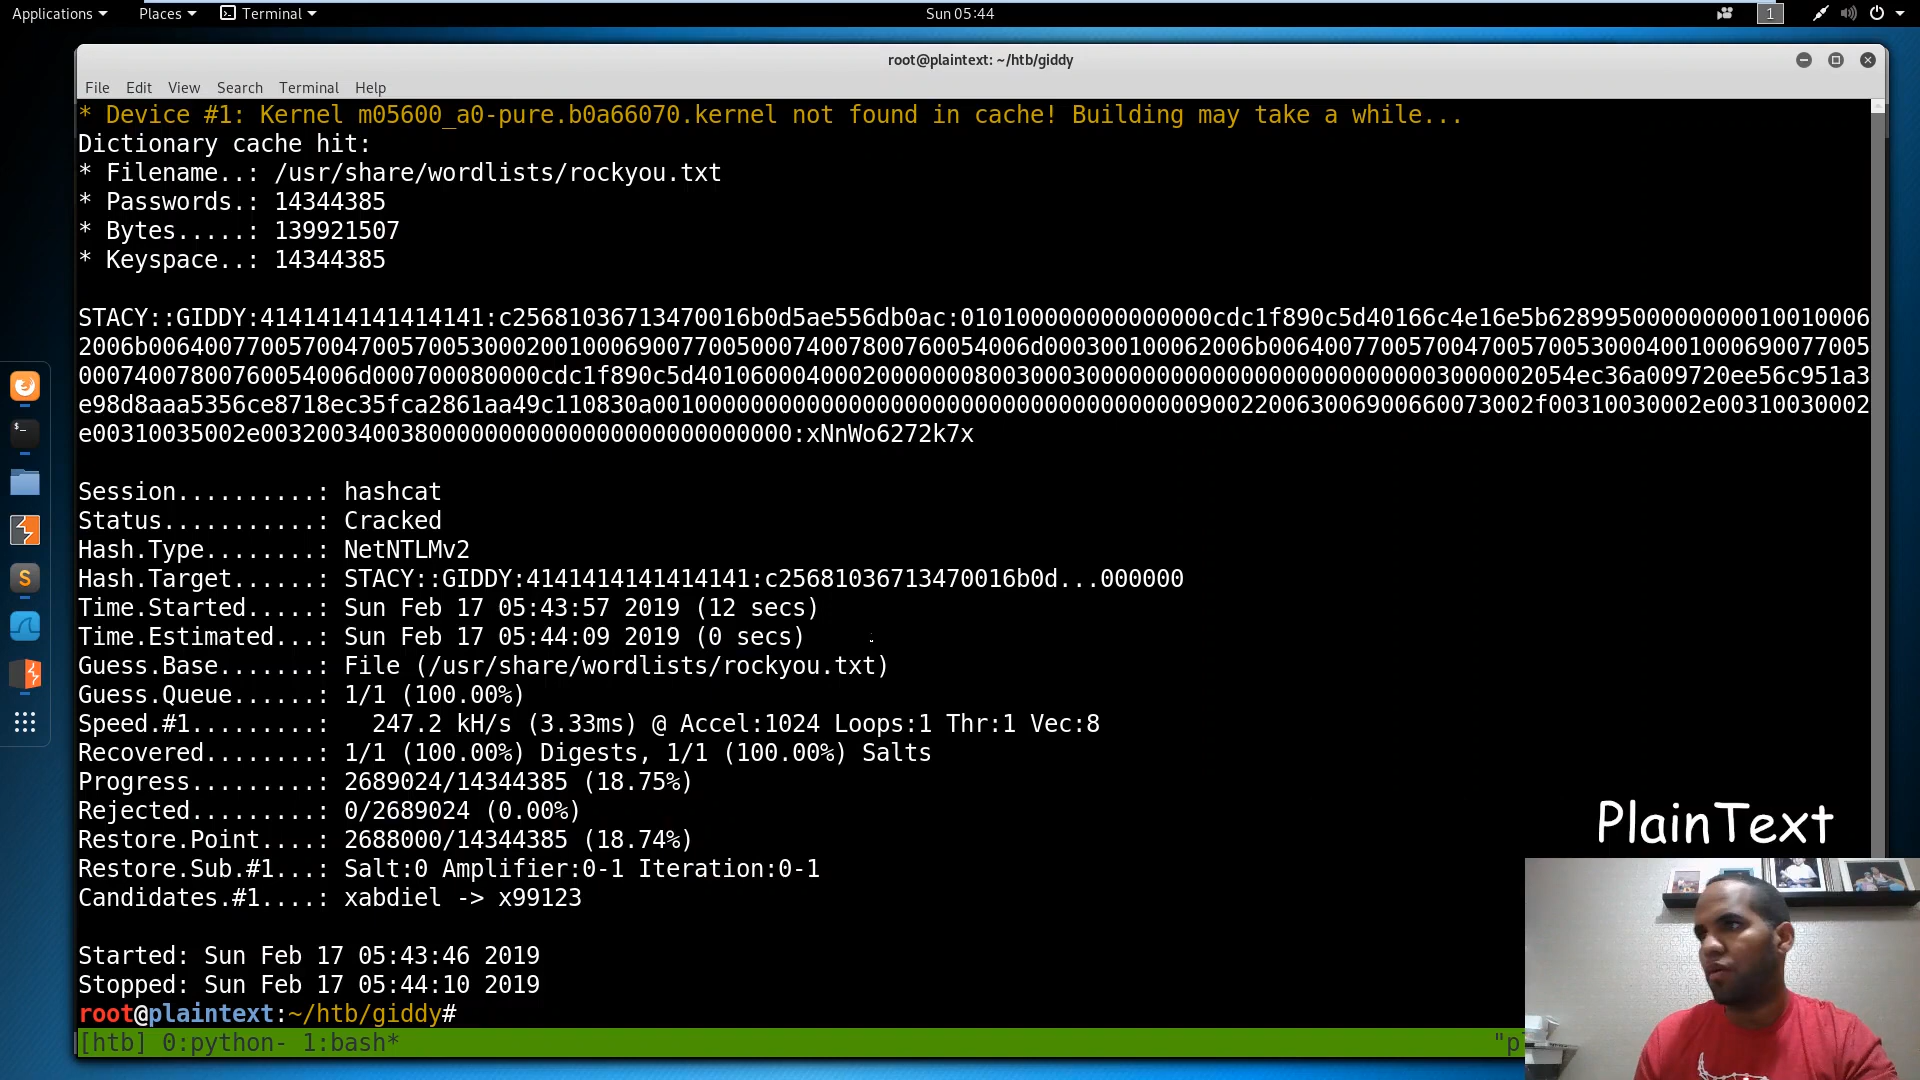 Applications Places Terminal Sun 05:44 1
root@plaintext: ~/htb/giddy
File Edit View Search Terminal Help
* Device #1: Kernel m05600_a0-pure.b0a66070.kernel not found in cache! Building may take a while...
Dictionary cache hit:
* Filename..: /usr/share/wordlists/rockyou.txt
* Passwords.: 14344385
* Bytes.....: 139921507
* Keyspace..: 14344385
STACY::GIDDY:4141414141414141:c25681036713470016b0d5ae556db0ac:010100000000000000cdc1f890c5d40166c4e16e5b6289950000000001001000​6
2006b006400770057004700570053000200100069007700500074007800760054006d000300100062006b0064007700570047005700530004001000690077005
00074007800760054006d000700080000cdc1f890c5d401060004000200000008003000300000000000000000000000003000002054ec36a009720ee56c951a3
e98d8aaa5356ce8718ec35fca2861aa49c110830a001000000000000000000000000000000000000900220063006900660073002f00310030002e00310030002
e00310035002e003200340038000000000000000000000000​00:xNnWo6272k7x
Session..........: hashcat
Status...........: Cracked
Hash.Type........: NetNTLMv2
Hash.Target......: STACY::GIDDY:4141414141414141:c25681036713470016b0d...000000
Time.Started.....: Sun Feb 17 05:43:57 2019 (12 secs)
Time.Estimated...: Sun Feb 17 05:44:09 2019 (0 secs)
Guess.Base.......: File (/usr/share/wordlists/rockyou.txt)
Guess.Queue......: 1/1 (100.00%)
Speed.#1.........:   247.2 kH/s (3.33ms) @ Accel:1024 Loops:1 Thr:1 Vec:8
Recovered........: 1/1 (100.00%) Digests, 1/1 (100.00%) Salts
Progress.........: 2689024/14344385 (18.75%)
Rejected.........: 0/2689024 (0.00%)
Restore.Point....: 2688000/14344385 (18.74%)
Restore.Sub.#1...: Salt:0 Amplifier:0-1 Iteration:0-1
Candidates.#1....: xabdiel -> x99123
Started: Sun Feb 17 05:43:46 2019
Stopped: Sun Feb 17 05:44:10 2019
root@plaintext:~/htb/giddy#
[htb] 0:python- 1:bash* "p
PlainText